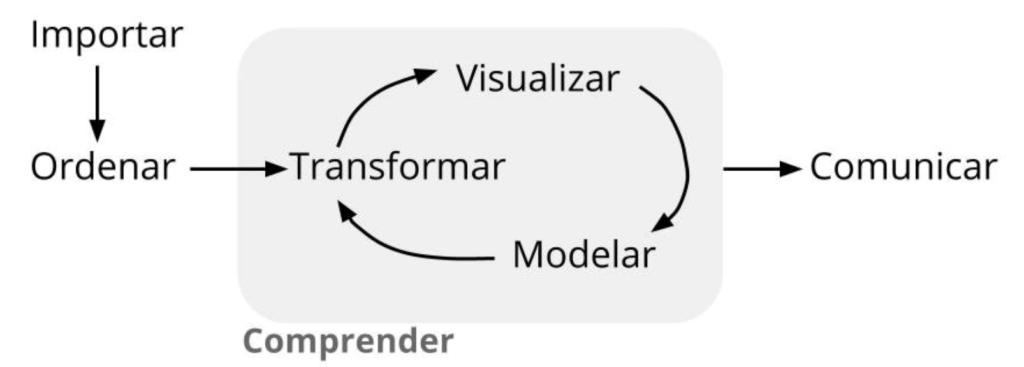 Importar
Visualizar
Ordenar
Transformar
Comunicar
Modelar
Comprender